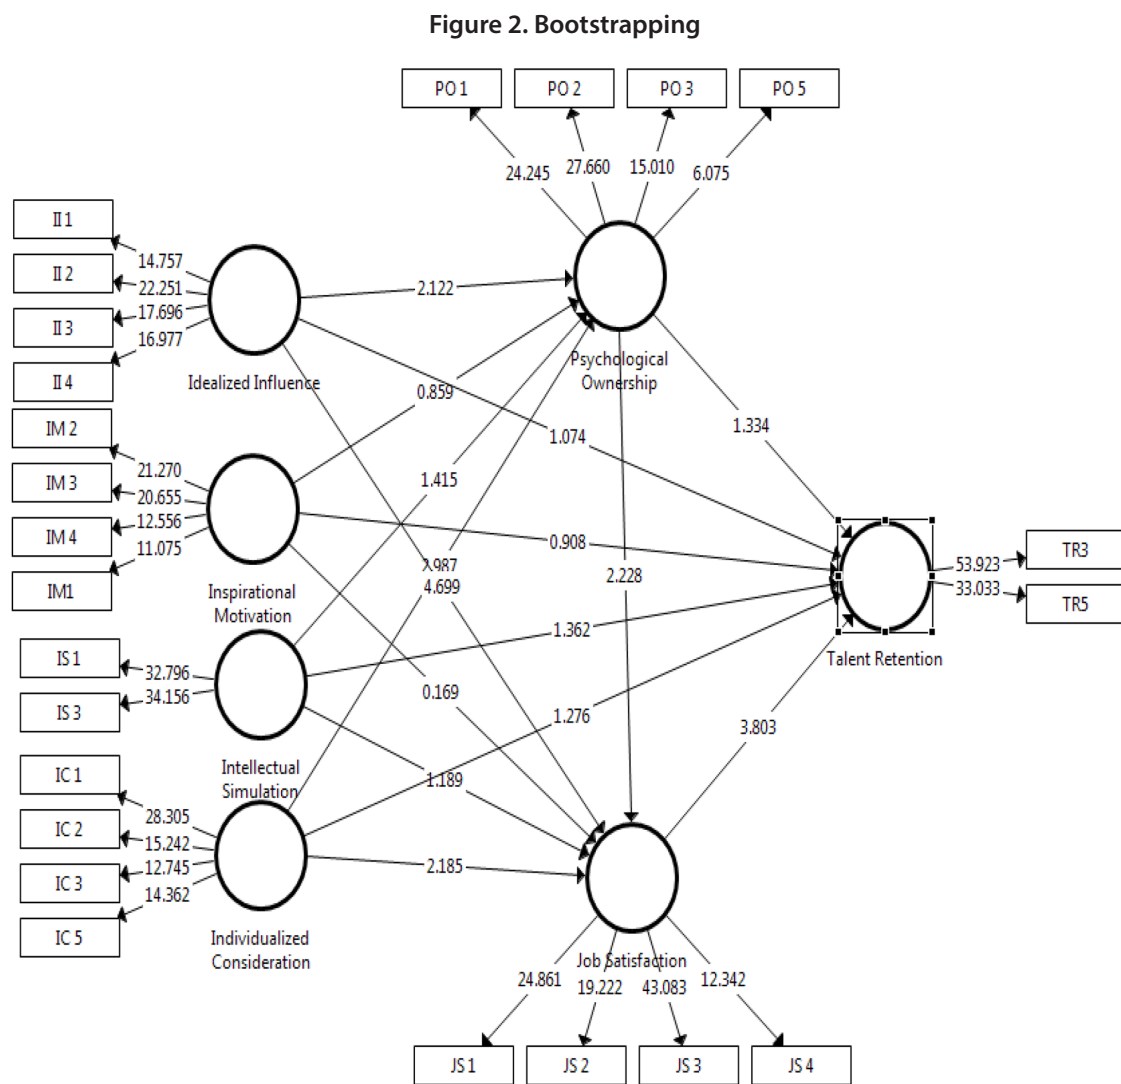 Figure 2. Bootstrapping
PO 1
PO 2
PO 3
PO 5
24.245
27.660
15.010
6.075
II 1
II 2
II 3
II 4
14.757
22.251
17.696
16.977
Idealized Influence
2.122
Psychological
Ownership
0.859
1.074
1.334
IM 2
IM 3
IM 4
IM1
21.270
20.655
12.556
11.075
Inspirational
Motivation
1.415
0.908
2.987
4.699
2.228
53.923
33.033
TR3
TR5
Talent Retention
IS 1
IS 3
32.796
34.156
Intellectual
Simulation
1.362
0.169
1.276
3.803
1.189
IC 1
IC 2
IC 3
IC 5
28.305
15.242
12.745
14.362
Individualized
Consideration
2.185
Job Satisfaction
24.861
19.222
43.083
12.342
JS 1
JS 2
JS 3
JS 4